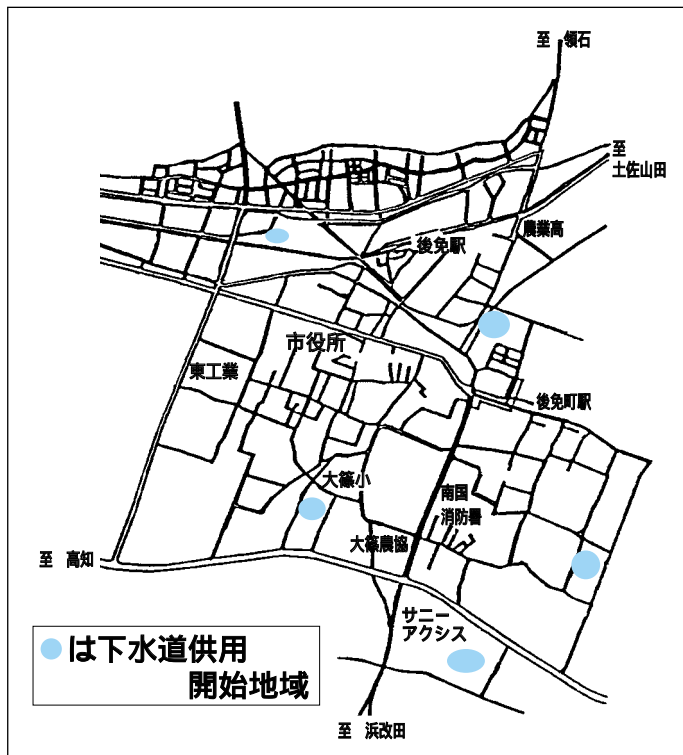 至 領石
至
土佐山田
農業高
後免駅
市役所
東工業
後免町駅
大篠小
南国
消防署
大篠農協
至 高知
サニー
アクシス
は下水道供用
開始地域
至 浜改田